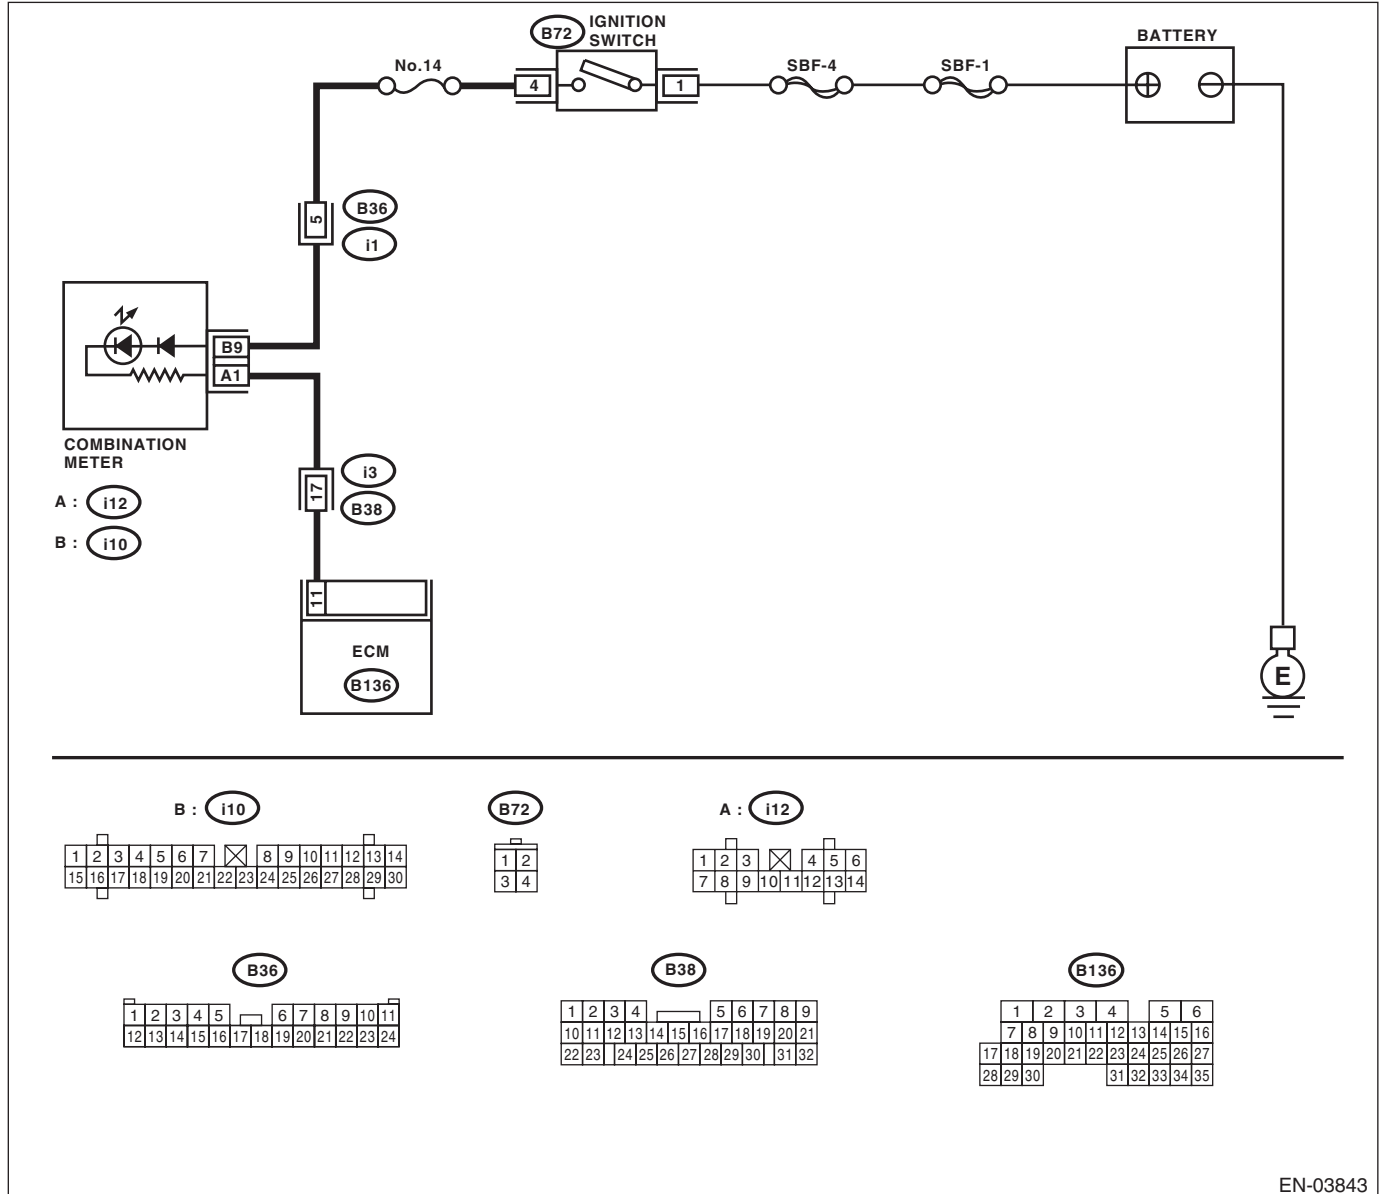 B72 IGNITION
SWITCH
BATTERY
No.14
4
1
SBF-4
SBF-1
5
B36
i1
B9
A1
COMBINATION
METER
A : i12
B : i10
17
i3
B38
11
ECM
B136
E
B : i10
1 2 3 4 5 6 7 8 9 10 11 12 13 14
15 16 17 18 19 20 21 22 23 24 25 26 27 28 29 30
B72
1 2
3 4
A : i12
1 2 3 4 5 6
7 8 9 10 11 12 13 14
B36
1 2 3 4 5 6 7 8 9 10 11
12 13 14 15 16 17 18 19 20 21 22 23 24
B38
1 2 3 4 5 6 7 8 9
10 11 12 13 14 15 16 17 18 19 20 21
22 23 24 25 26 27 28 29 30 31 32
B136
1 2 3 4 5 6
7 8 9 10 11 12 13 14 15 16
17 18 19 20 21 22 23 24 25 26 27
28 29 30 31 32 33 34 35
EN-03843